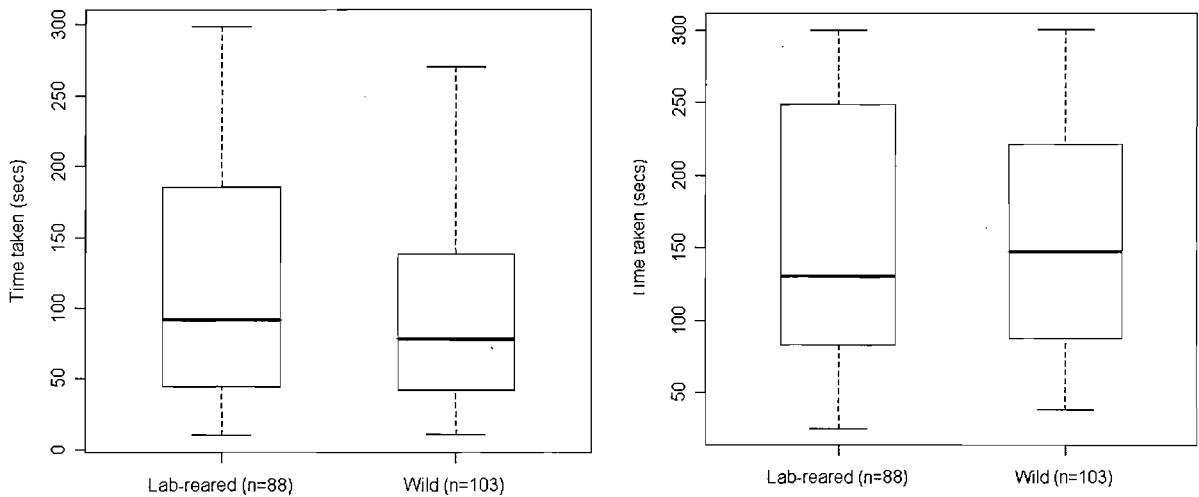 Time taken (secs)
300
250
200
150
100
50
0
Lab-reared (n=88)
Wild (n=103)
Time taken (secs)
300
250
200
150
100
50
Lab-reared (n=88)
Wild (n=103)